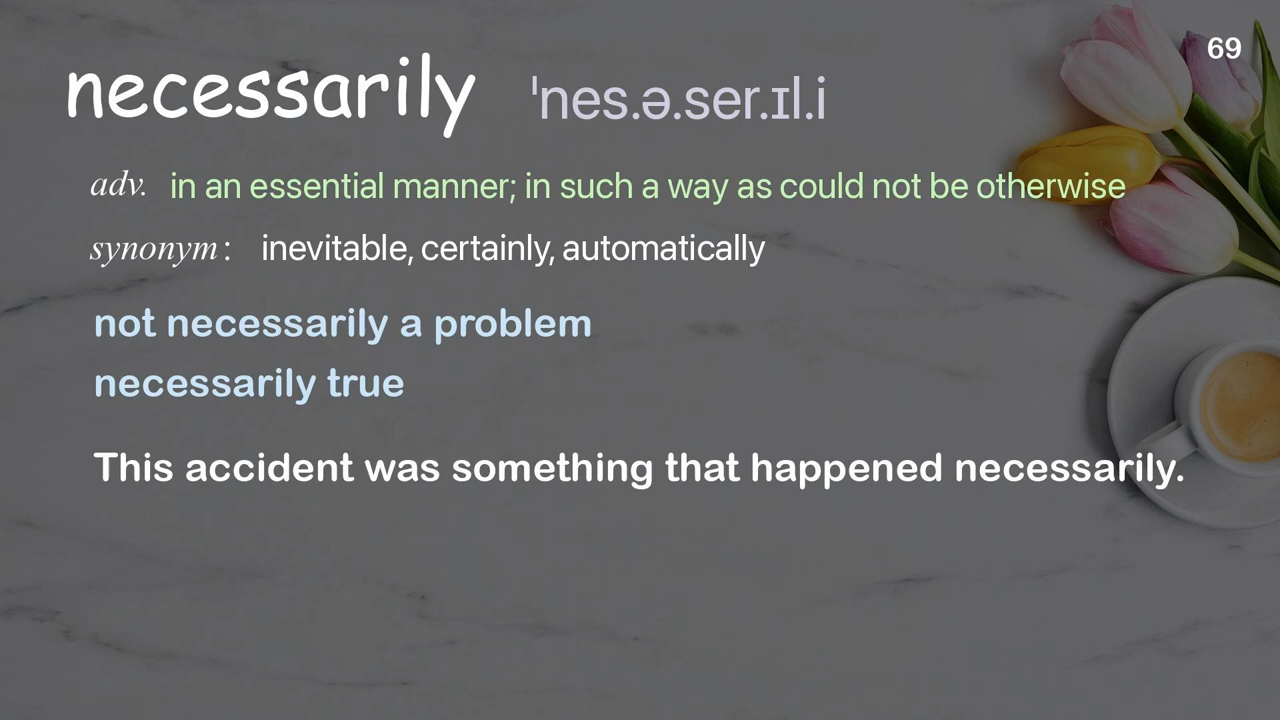 69
necessarily ˈnes.ə.ser.ɪl.i
adv. in an essential manner; in such a way as could not be otherwise
synonym: inevitable, certainly, automatically
not necessarily a problem
necessarily true
This accident was something that happened necessarily.